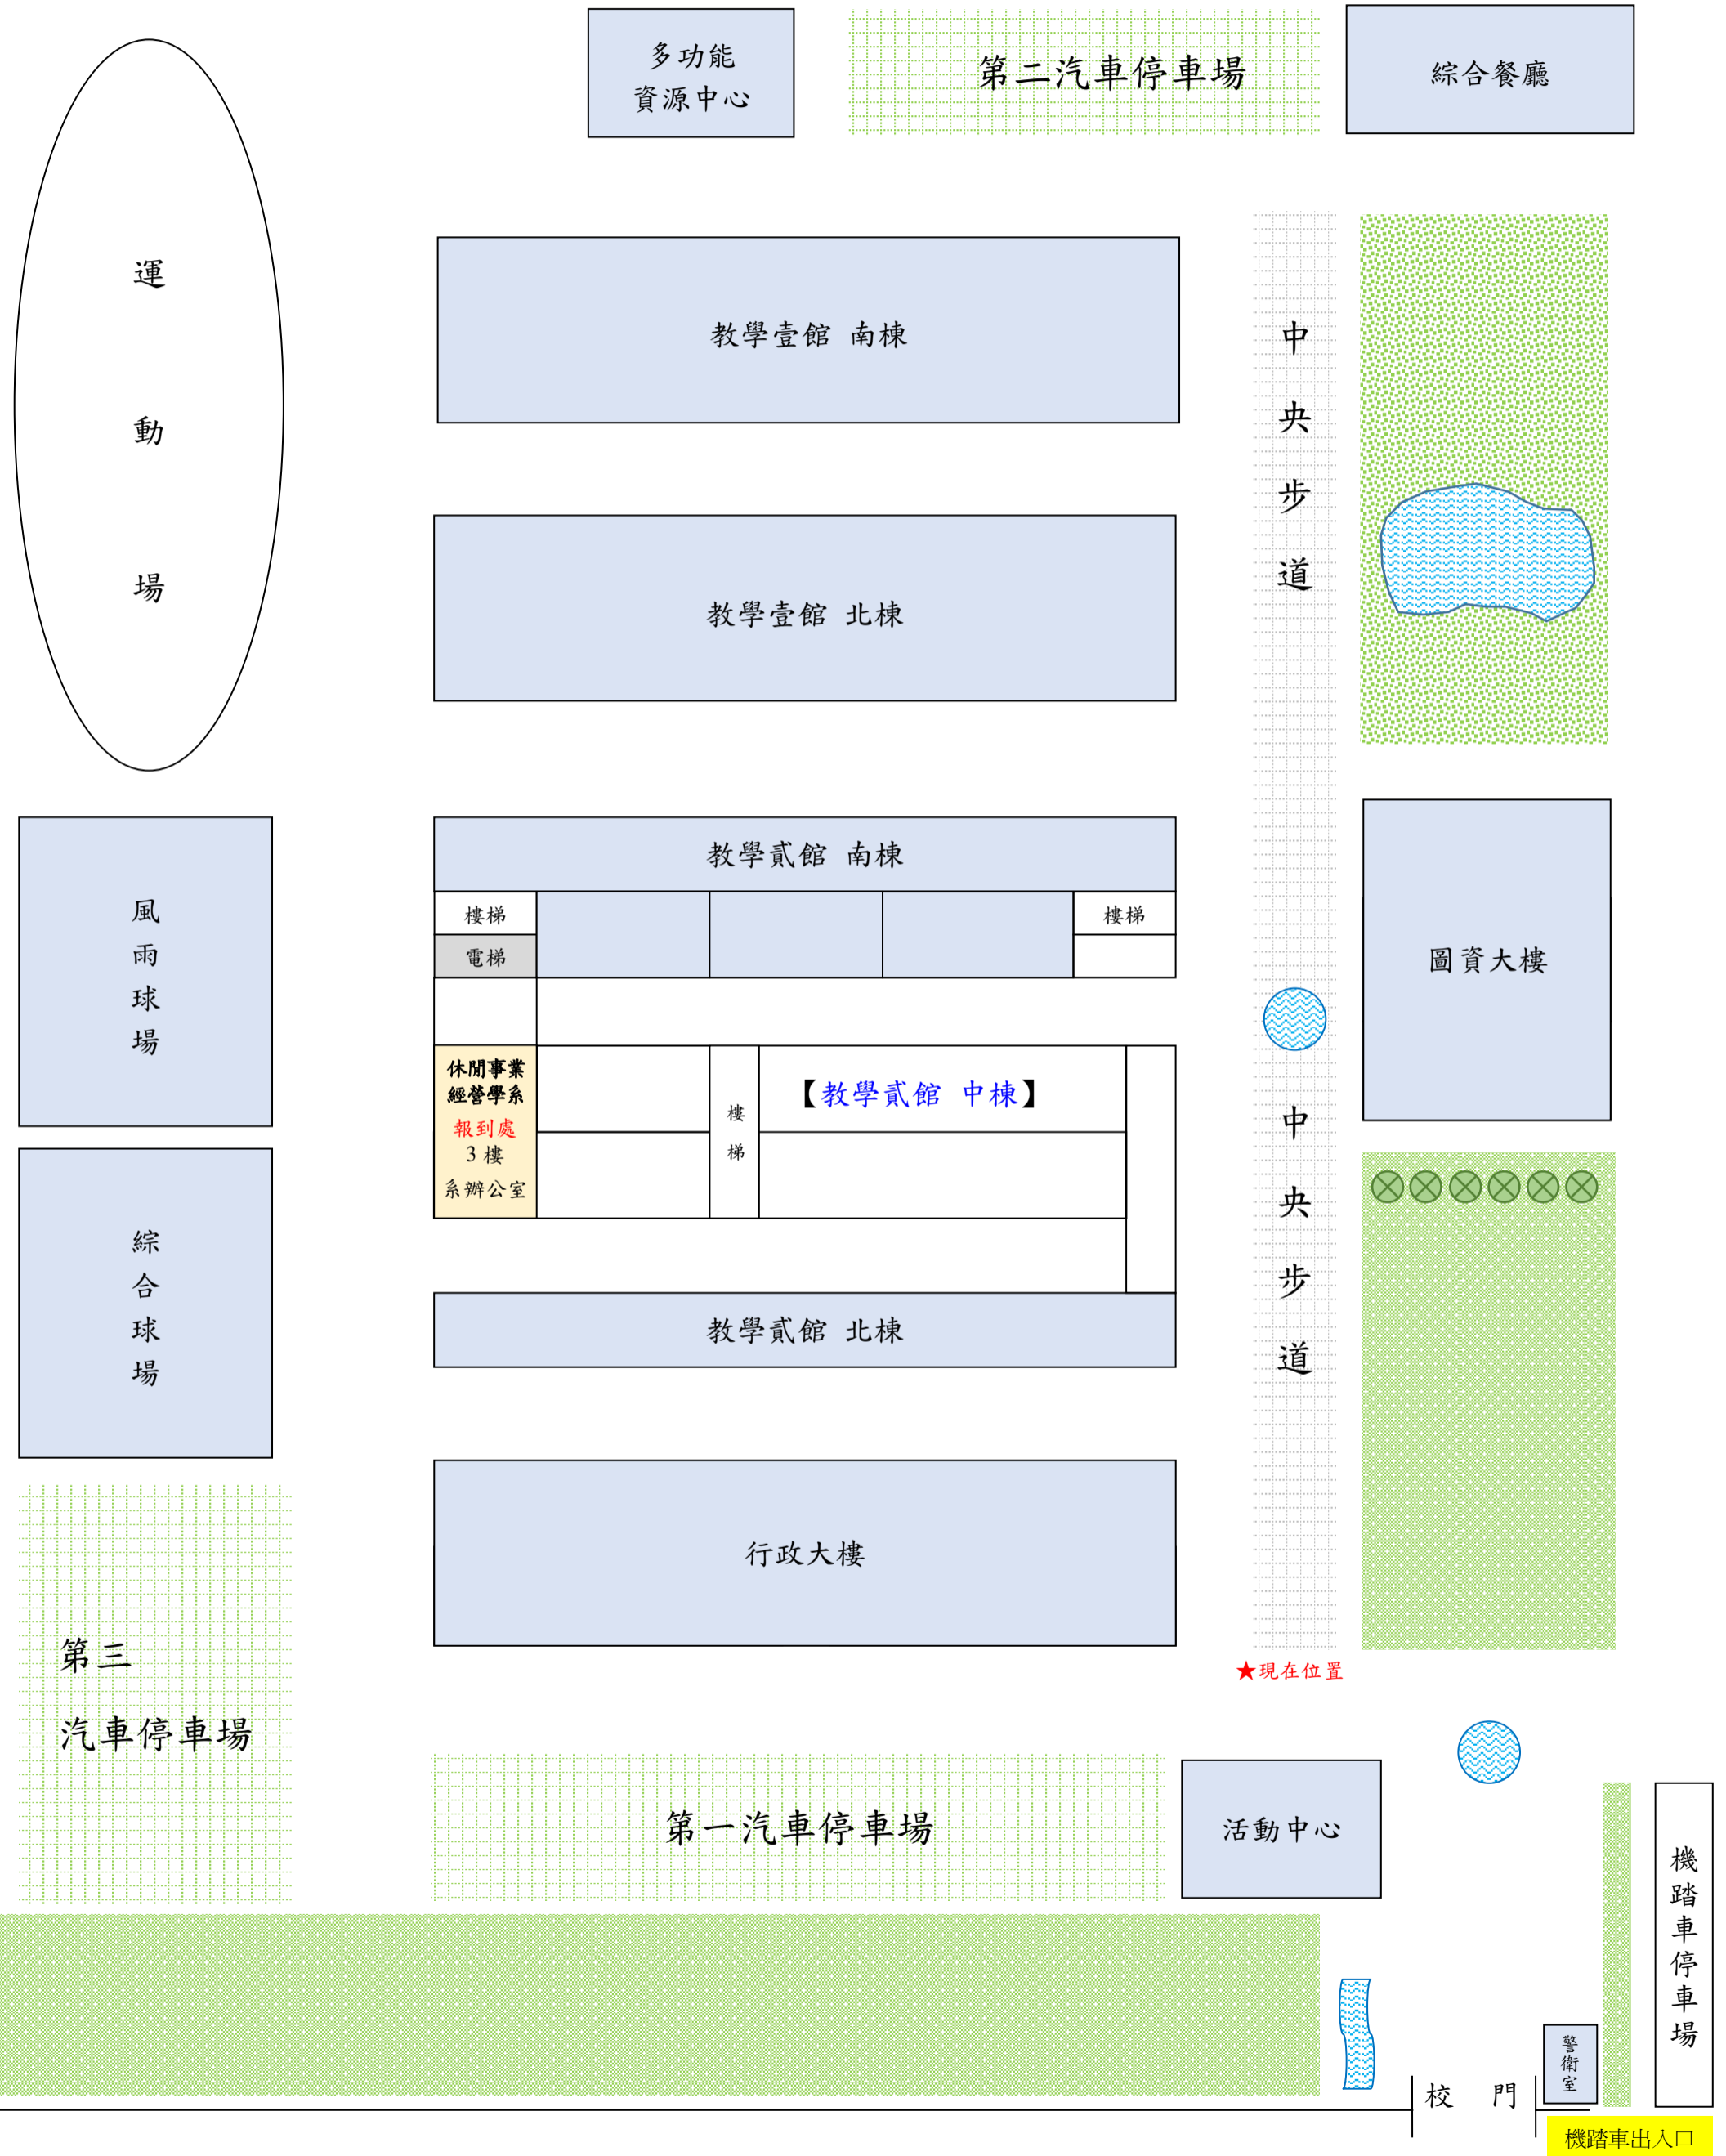 多功能
資源中心
第二汽車停車場
綜合餐廳
運動場
教學壹館 南棟
中央步道
教學壹館 北棟
教學貳館 南棟
樓梯
樓梯
電梯
風雨球場
圖資大樓
休閒事業
經營學系
報到處
3 樓
系辦公室
樓梯
【教學貳館 中棟】
中央步道
綜合球場
教學貳館 北棟
行政大樓
★現在位置
第三
汽車停車場
第一汽車停車場
活動中心
機踏車停車場
警衛室
校 門
機踏車出入口